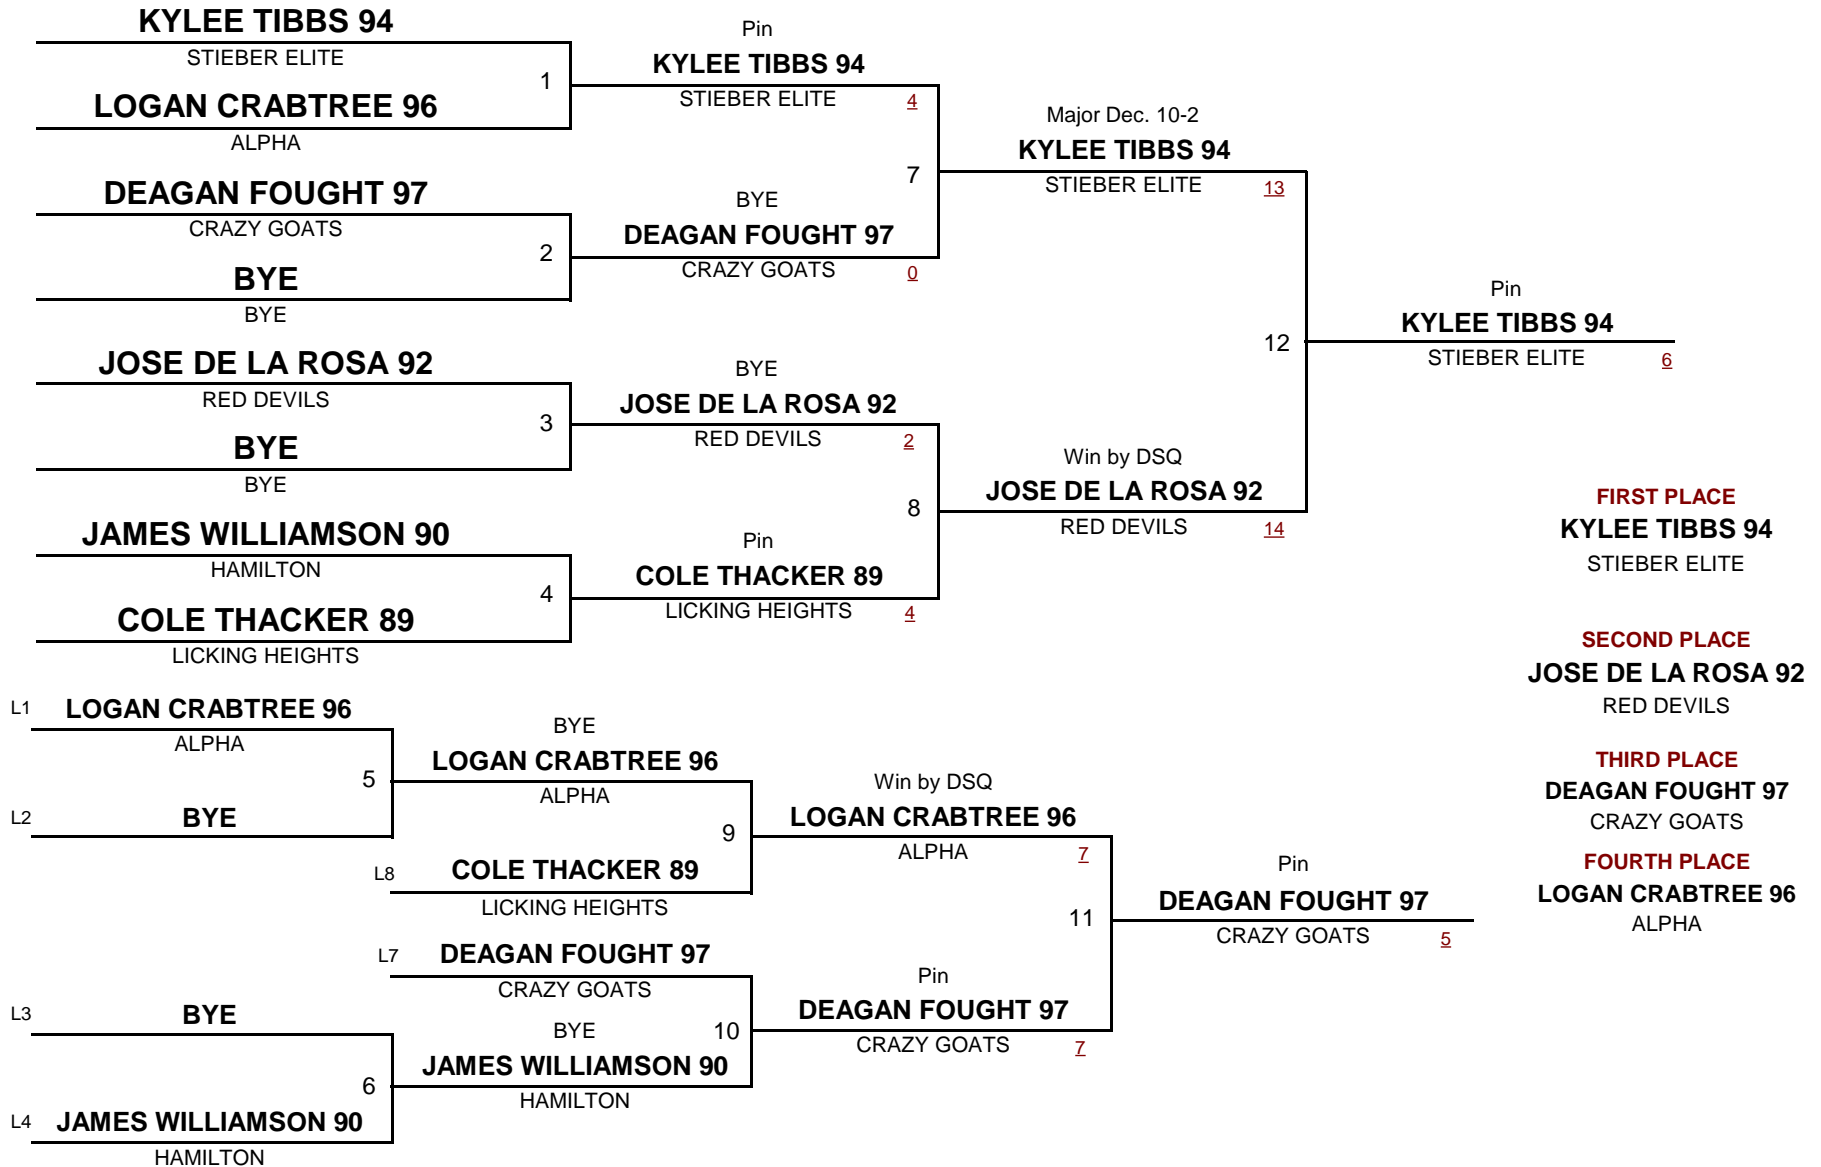 KYLEE TIBBS 94
STIEBER ELITE
1
LOGAN CRABTREE 96
ALPHA
DEAGAN FOUGHT 97
CRAZY GOATS
2
BYE
BYE
JOSE DE LA ROSA 92
RED DEVILS
3
BYE
BYE
JAMES WILLIAMSON 90
HAMILTON
4
COLE THACKER 89
LICKING HEIGHTS
Pin
KYLEE TIBBS 94
STIEBER ELITE 4
7
BYE
DEAGAN FOUGHT 97
CRAZY GOATS 0
BYE
JOSE DE LA ROSA 92
RED DEVILS 2
8
Pin
COLE THACKER 89
LICKING HEIGHTS 4
Major Dec. 10-2
KYLEE TIBBS 94
STIEBER ELITE 13
12
Win by DSQ
JOSE DE LA ROSA 92
RED DEVILS 14
Pin
KYLEE TIBBS 94
STIEBER ELITE 6
L1 LOGAN CRABTREE 96
ALPHA
5
L2 BYE
L3 BYE
6
L4 JAMES WILLIAMSON 90
HAMILTON
BYE
LOGAN CRABTREE 96
ALPHA
9
L8 COLE THACKER 89
LICKING HEIGHTS
L7 DEAGAN FOUGHT 97
CRAZY GOATS
BYE 10
JAMES WILLIAMSON 90
HAMILTON
Win by DSQ
LOGAN CRABTREE 96
ALPHA 7
11
Pin
DEAGAN FOUGHT 97
CRAZY GOATS 7
Pin
DEAGAN FOUGHT 97
CRAZY GOATS 5
FIRST PLACE
KYLEE TIBBS 94
STIEBER ELITE
SECOND PLACE
JOSE DE LA ROSA 92
RED DEVILS
THIRD PLACE
DEAGAN FOUGHT 97
CRAZY GOATS
FOURTH PLACE
LOGAN CRABTREE 96
ALPHA